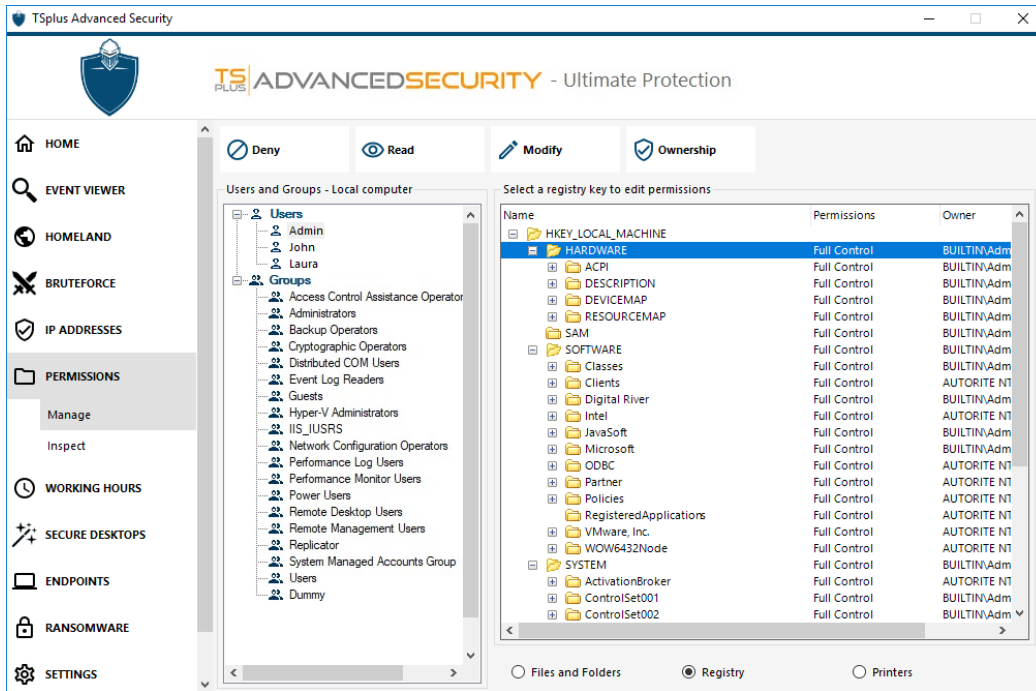 TSplus Advanced Security
TS PLUS ADVANCEDSECURITY - Ultimate Protection
HOME
EVENT VIEWER
HOMELAND
BRUTEFORCE
IP ADDRESSES
PERMISSIONS
Manage
Inspect
WORKING HOURS
SECURE DESKTOPS
ENDPOINTS
RANSOMWARE
SETTINGS
Deny Read Modify Ownership
Users and Groups - Local computer
Users
Admin
John
Laura
Groups
Access Control Assistance Operator
Administrators
Backup Operators
Cryptographic Operators
Distributed COM Users
Event Log Readers
Guests
Hyper-V Administrators
IIS_IUSRS
Network Configuration Operators
Performance Log Users
Performance Monitor Users
Power Users
Remote Desktop Users
Remote Management Users
Replicator
System Managed Accounts Group
Users
Dummy
Select a registry key to edit permissions
Name Permissions Owner
HKEY_LOCAL_MACHINE
HARDWARE Full Control BUILTIN\Adm
ACPI Full Control BUILTIN\Adm
DESCRIPTION Full Control BUILTIN\Adm
DEVICEMAP Full Control BUILTIN\Adm
RESOURCEMAP Full Control BUILTIN\Adm
SAM Full Control BUILTIN\Adm
SOFTWARE Full Control BUILTIN\Adm
Classes Full Control BUILTIN\Adm
Clients Full Control AUTORITE NT
Digital River Full Control BUILTIN\Adm
Intel Full Control AUTORITE NT
JavaSoft Full Control BUILTIN\Adm
Microsoft Full Control BUILTIN\Adm
ODBC Full Control AUTORITE NT
Partner Full Control AUTORITE NT
Policies Full Control AUTORITE NT
RegisteredApplications Full Control AUTORITE NT
VMware, Inc. Full Control AUTORITE NT
WOW6432Node Full Control AUTORITE NT
SYSTEM Full Control BUILTIN\Adm
ActivationBroker Full Control AUTORITE NT
ControlSet001 Full Control BUILTIN\Adm
ControlSet002 Full Control BUILTIN\Adm
Files and Folders Registry Printers